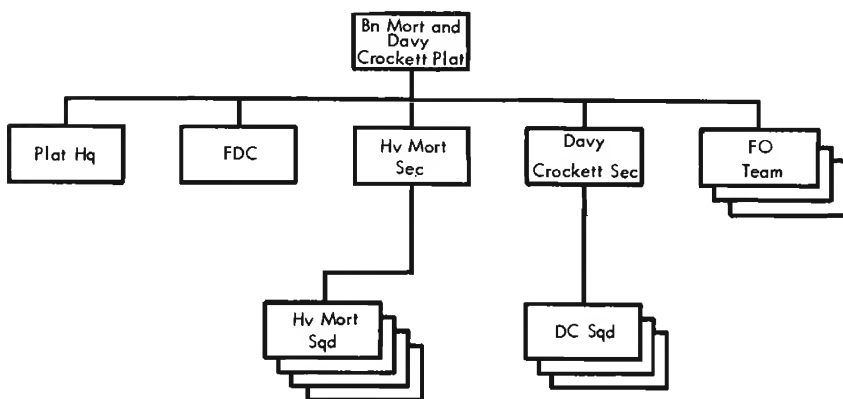 Bn Mort and
Davy
Crockett Plat
Plat Hq
FDC
Hv Mort
Sec
Davy
Crockett Sec
FO
Team
Hv Mort
Sqd
DC Sqd